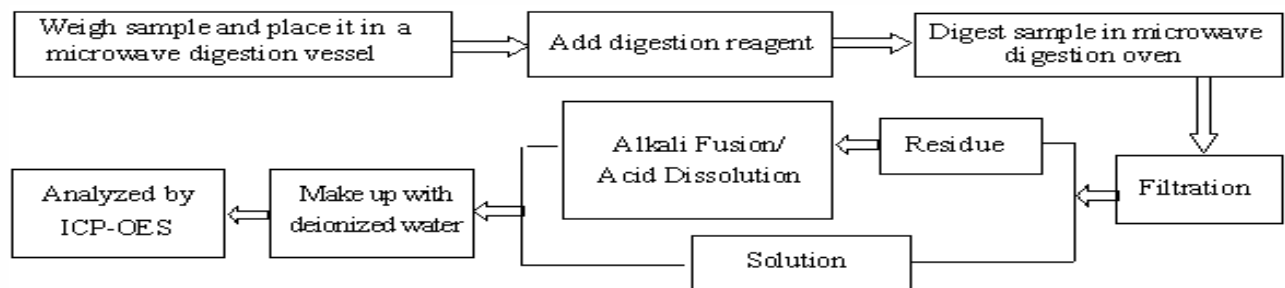 Weigh sample and place it in a
microwave digestion vessel
Add digestion reagent
Digest sample in microwave
digestion oven
Filtration
Residue
Alkali Fusion/
Acid Dissolution
Solution
Make up with
deionized water
Analyzed by
ICP-OES